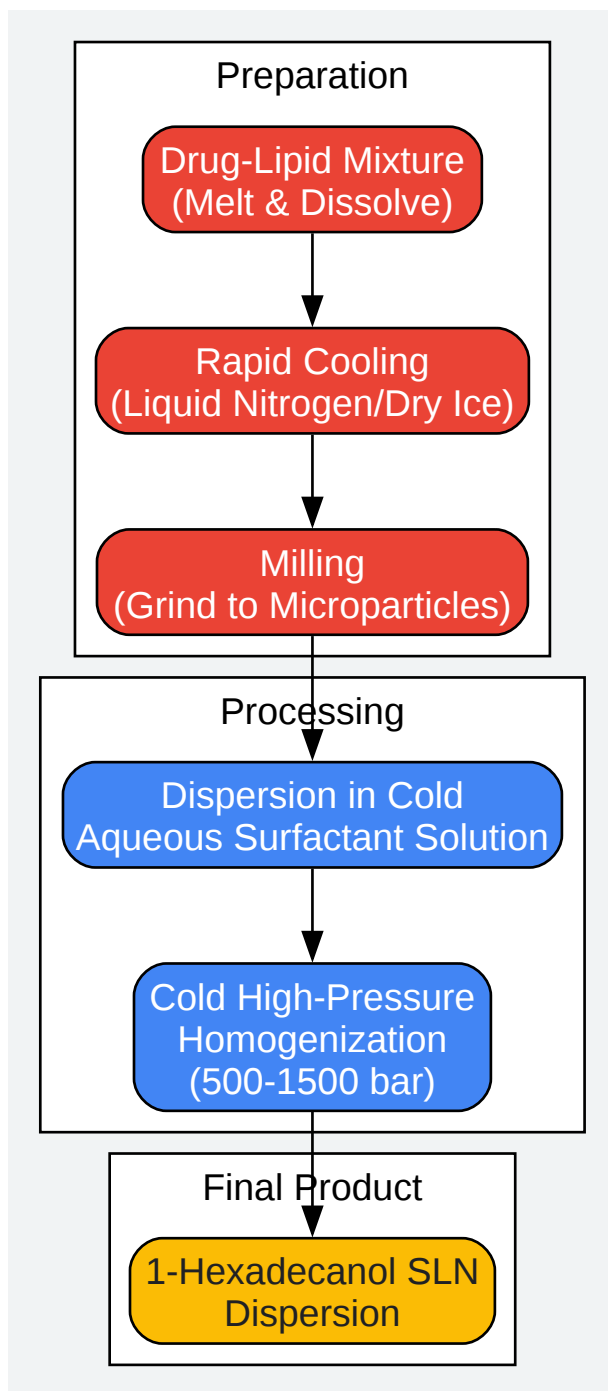 Preparation
Drug-Lipid Mixture
(Melt & Dissolve)
Rapid Cooling
(Liquid Nitrogen/Dry Ice)
Milling
(Grind to Microparticles)
Processing
Dispersion in Cold
Aqueous Surfactant Solution
Cold High-Pressure
Homogenization
(500-1500 bar)
Final Product
1-Hexadecanol SLN
Dispersion